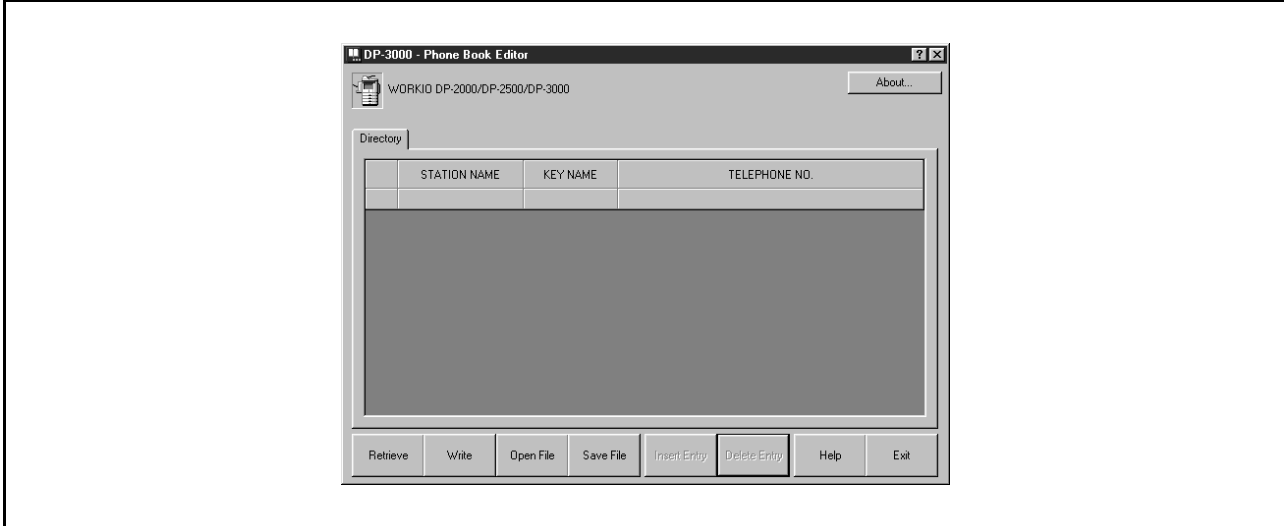 DP-3000 - Phone Book Editor
WORKIO DP-2000/DP-2500/DP-3000
About...
Directory
STATION NAME KEY NAME TELEPHONE NO.
Retrieve Write Open File Save File Insert Entry Delete Entry Help Exit